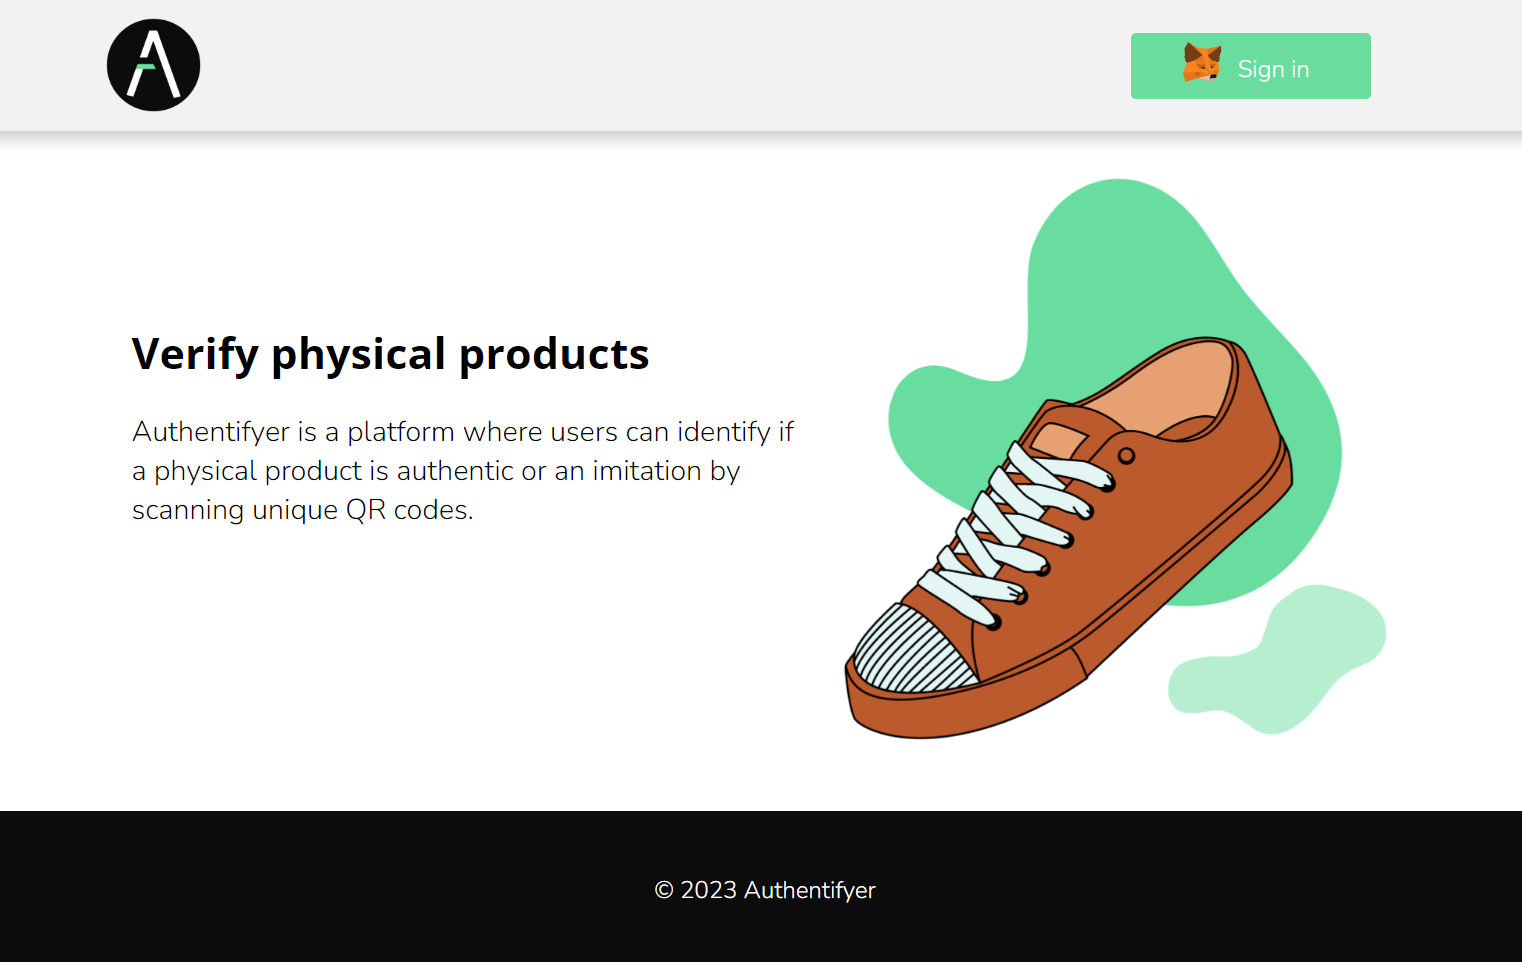 A
Sign in
Verify physical products
Authentifyer is a platform where users can identify if
a physical product is authentic or an imitation by
scanning unique QR codes.
© 2023 Authentifyer